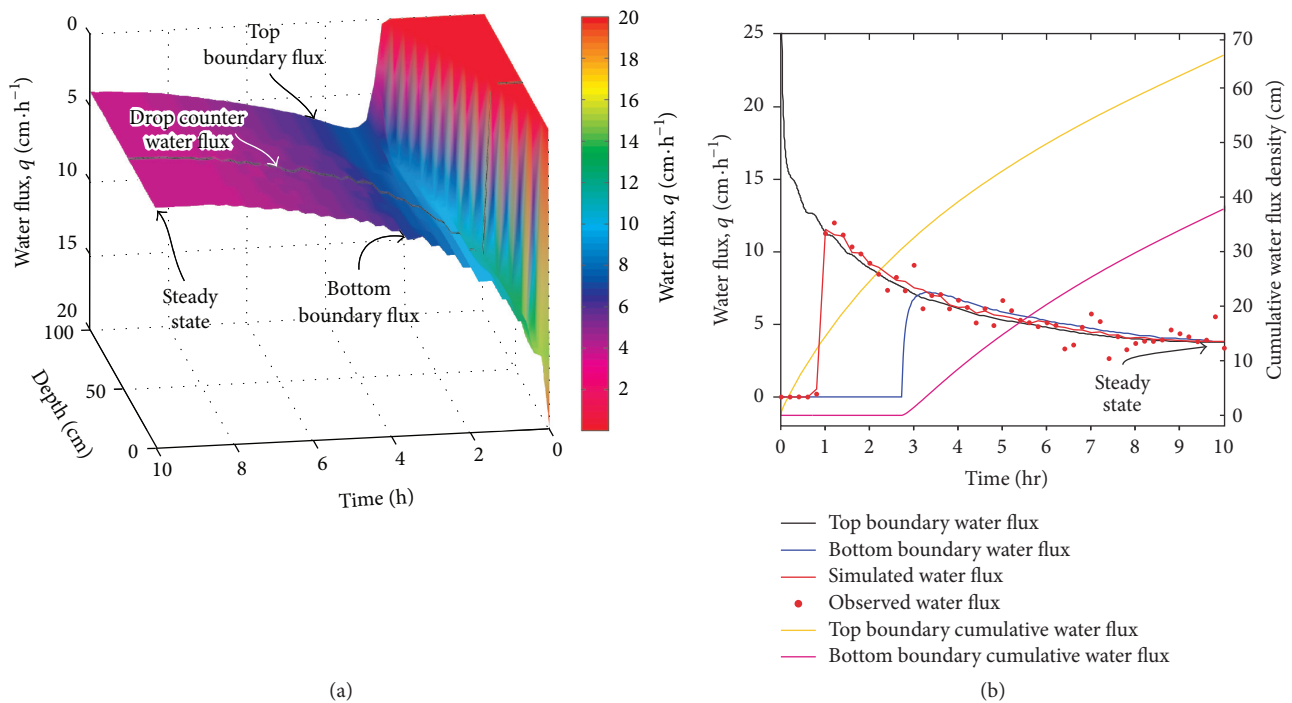 0
5
10
15
20
Water flux, q (cm·h−1)
100
50
0
Depth (cm)
10
8
6
4
2
0
Time (h)
Top
boundary flux
Drop counter
water flux
Steady
state
Bottom
boundary flux
20
18
16
14
12
10
8
6
4
2
Water flux, q (cm·h−1)
(a)
25
20
15
10
5
0
Water flux, q (cm·h−1)
70
60
50
40
30
20
10
0
Cumulative water flux density (cm)
Steady
state
0
1
2
3
4
5
6
7
8
9
10
Time (hr)
Top boundary water flux
Bottom boundary water flux
Simulated water flux
Observed water flux
Top boundary cumulative water flux
Bottom boundary cumulative water flux
(b)